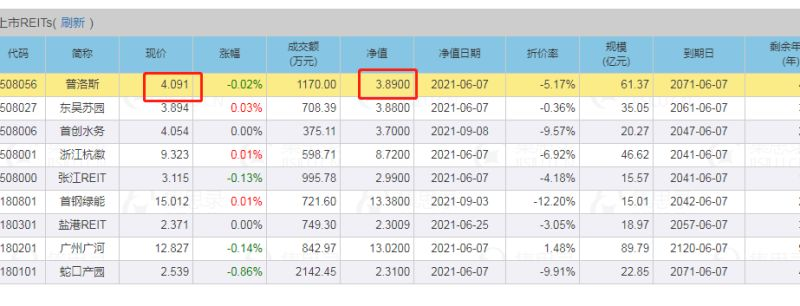 上市REITs( 刷新 )
代码 简称 现价 涨幅 成交额(万元) 净值 净值日期 折价率 规模(亿元) 到期日 剩余年(年)
508056 普洛斯 4.091 -0.02% 1170.00 3.8900 2021-06-07 -5.17% 61.37 2071-06-07
508027 东吴苏园 3.894 0.03% 708.39 3.8800 2021-06-07 -0.36% 35.05 2061-06-07
508006 首创水务 4.054 0.00% 375.11 3.7000 2021-09-08 -9.57% 20.27 2047-06-07
508001 浙江杭徽 9.323 0.01% 598.71 8.7200 2021-06-07 -6.92% 46.62 2041-06-07
508000 张江REIT 3.115 -0.13% 995.78 2.9900 2021-06-07 -4.18% 15.57 2041-06-07
180801 首钢绿能 15.012 0.01% 721.60 13.3800 2021-09-03 -12.20% 15.01 2042-06-07
180301 盐港REIT 2.371 0.00% 749.30 2.3009 2021-06-25 -3.05% 18.97 2057-06-07
180201 广州广河 12.827 -0.14% 842.97 13.0200 2021-06-07 1.48% 89.79 2120-06-07
180101 蛇口产园 2.539 -0.86% 2142.45 2.3100 2021-06-07 -9.91% 22.85 2071-06-07